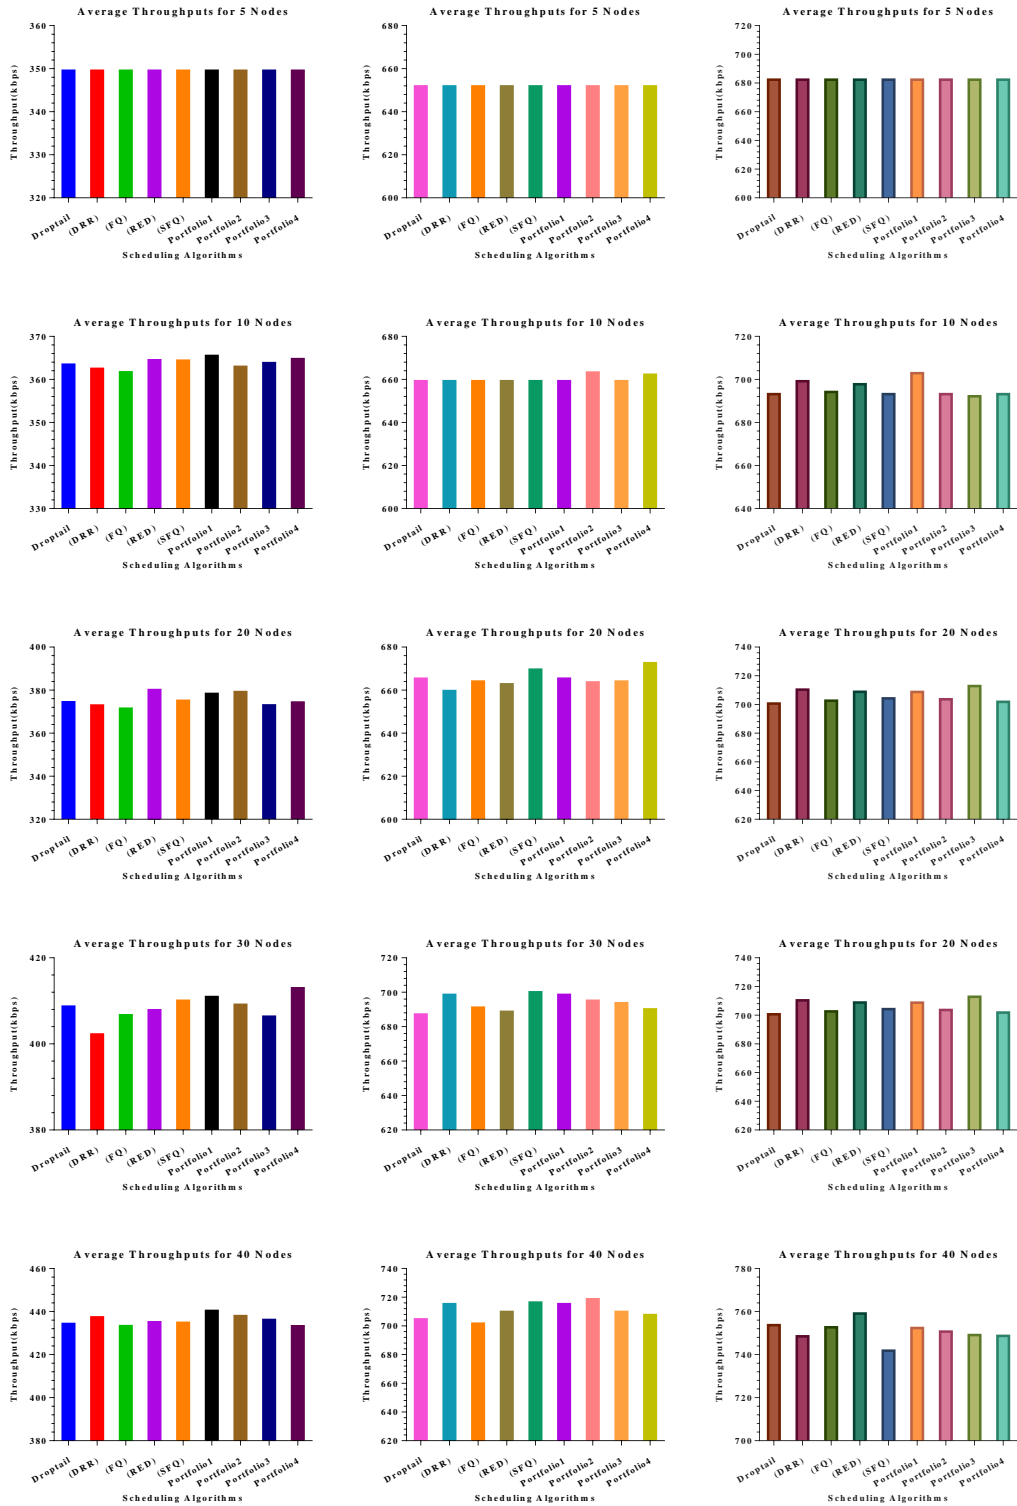 Average Throughputs for 5 Nodes
Throughput(kbps)
360
350
340
330
320
Droptail
(DRR)
(FQ)
(RED)
(SFQ)
Portfolio1
Portfolio2
Portfolio3
Portfolio4
Scheduling Algorithms
Average Throughputs for 5 Nodes
Throughput(kbps)
680
660
640
620
600
Droptail
(DRR)
(FQ)
(RED)
(SFQ)
Portfolio1
Portfolio2
Portfolio3
Portfolio4
Scheduling Algorithms
Average Throughputs for 5 Nodes
Throughput(kbps)
720
700
680
660
640
620
600
Droptail
(DRR)
(FQ)
(RED)
(SFQ)
Portfolio1
Portfolio2
Portfolio3
Portfolio4
Scheduling Algorithms
Average Throughputs for 10 Nodes
Throughput(kbps)
370
360
350
340
330
Droptail
(DRR)
(FQ)
(RED)
(SFQ)
Portfolio1
Portfolio2
Portfolio3
Portfolio4
Scheduling Algorithms
Average Throughputs for 10 Nodes
Throughput(kbps)
680
660
640
620
600
Droptail
(DRR)
(FQ)
(RED)
(SFQ)
Portfolio1
Portfolio2
Portfolio3
Portfolio4
Scheduling Algorithms
Average Throughputs for 10 Nodes
Throughput(kbps)
720
700
680
660
640
Droptail
(DRR)
(FQ)
(RED)
(SFQ)
Portfolio1
Portfolio2
Portfolio3
Portfolio4
Scheduling Algorithms
Average Throughputs for 20 Nodes
Throughput(kbps)
400
380
360
340
320
Droptail
(DRR)
(FQ)
(RED)
(SFQ)
Portfolio1
Portfolio2
Portfolio3
Portfolio4
Scheduling Algorithms
Average Throughputs for 20 Nodes
Throughput(kbps)
680
660
640
620
600
Droptail
(DRR)
(FQ)
(RED)
(SFQ)
Portfolio1
Portfolio2
Portfolio3
Portfolio4
Scheduling Algorithms
Average Throughputs for 20 Nodes
Throughput(kbps)
740
720
700
680
660
640
620
Droptail
(DRR)
(FQ)
(RED)
(SFQ)
Portfolio1
Portfolio2
Portfolio3
Portfolio4
Scheduling Algorithms
Average Throughputs for 30 Nodes
Throughput(kbps)
420
400
380
Droptail
(DRR)
(FQ)
(RED)
(SFQ)
Portfolio1
Portfolio2
Portfolio3
Portfolio4
Scheduling Algorithms
Average Throughputs for 30 Nodes
Throughput(kbps)
720
700
680
660
640
620
Droptail
(DRR)
(FQ)
(RED)
(SFQ)
Portfolio1
Portfolio2
Portfolio3
Portfolio4
Scheduling Algorithms
Average Throughputs for 20 Nodes
Throughput(kbps)
740
720
700
680
660
640
620
Droptail
(DRR)
(FQ)
(RED)
(SFQ)
Portfolio1
Portfolio2
Portfolio3
Portfolio4
Scheduling Algorithms
Average Throughputs for 40 Nodes
Throughput(kbps)
460
440
420
400
380
Droptail
(DRR)
(FQ)
(RED)
(SFQ)
Portfolio1
Portfolio2
Portfolio3
Portfolio4
Scheduling Algorithms
Average Throughputs for 40 Nodes
Throughput(kbps)
740
720
700
680
660
640
620
Droptail
(DRR)
(FQ)
(RED)
(SFQ)
Portfolio1
Portfolio2
Portfolio3
Portfolio4
Scheduling Algorithms
Average Throughputs for 40 Nodes
Throughput(kbps)
780
760
740
720
700
Droptail
(DRR)
(FQ)
(RED)
(SFQ)
Portfolio1
Portfolio2
Portfolio3
Portfolio4
Scheduling Algorithms